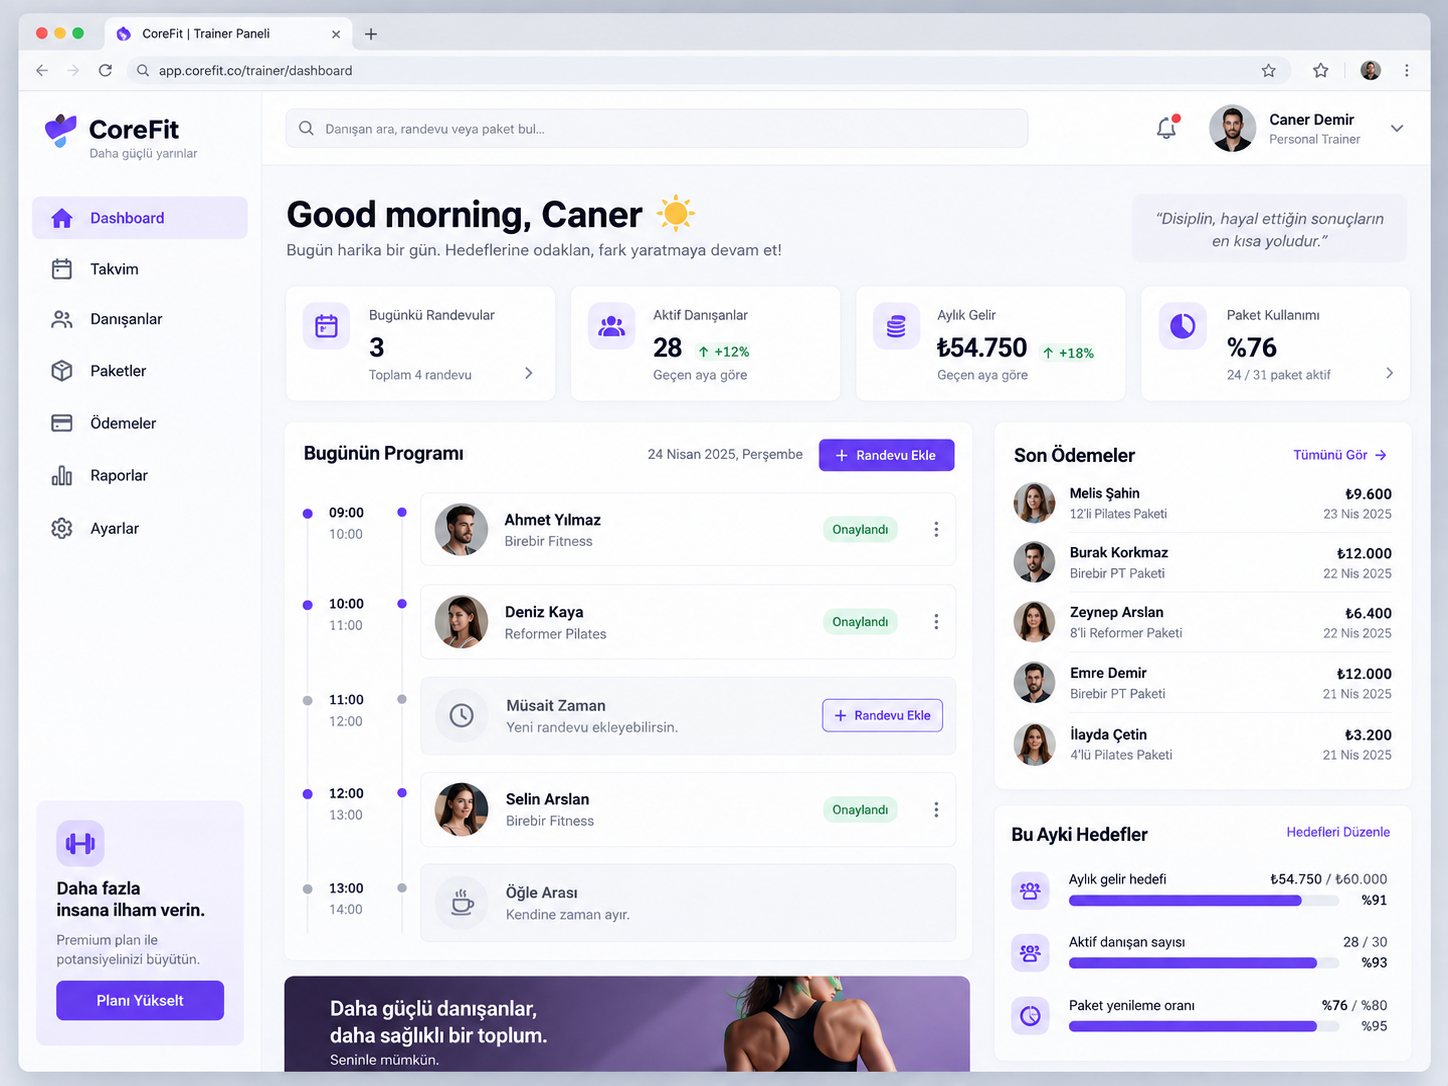 CoreFit | Trainer Paneli
app.corefit.co/trainer/dashboard
CoreFit
Daha güçlü yarınlar
Danışan ara, randevu veya paket bul...
Caner Demir
Personal Trainer
Dashboard
Takvim
Danışanlar
Paketler
Ödemeler
Raporlar
Ayarlar
Daha fazla
insana ilham verin.
Premium plan ile
potansiyelinizi büyütün.
Planı Yükselt
Good morning, Caner
Bugün harika bir gün. Hedeflerine odaklan, fark yaratmaya devam et!
“Disiplin, hayal ettiğin sonuçların
en kısa yoludur.”
Bugünkü Randevular
3
Toplam 4 randevu
Aktif Danışanlar
28 ↑ +12%
Geçen aya göre
Aylık Gelir
₺54.750 ↑ +18%
Geçen aya göre
Paket Kullanımı
%76
24 / 31 paket aktif
Bugünün Programı
24 Nisan 2025, Perşembe
+ Randevu Ekle
09:00
10:00
Ahmet Yılmaz
Birebir Fitness
Onaylandı
10:00
11:00
Deniz Kaya
Reformer Pilates
Onaylandı
11:00
12:00
Müsait Zaman
Yeni randevu ekleyebilirsin.
+ Randevu Ekle
12:00
13:00
Selin Arslan
Birebir Fitness
Onaylandı
13:00
14:00
Öğle Arası
Kendine zaman ayır.
Daha güçlü danışanlar,
daha sağlıklı bir toplum.
Seninle mümkün.
Son Ödemeler
Tümünü Gör →
Melis Şahin ₺9.600
12'li Pilates Paketi 23 Nis 2025
Burak Korkmaz ₺12.000
Birebir PT Paketi 22 Nis 2025
Zeynep Arslan ₺6.400
8'li Reformer Paketi 22 Nis 2025
Emre Demir ₺12.000
Birebir PT Paketi 21 Nis 2025
İlayda Çetin ₺3.200
4'lü Pilates Paketi 21 Nis 2025
Bu Ayki Hedefler
Hedefleri Düzenle
Aylık gelir hedefi ₺54.750 / ₺60.000
%91
Aktif danışan sayısı 28 / 30
%93
Paket yenileme oranı %76 / %80
%95